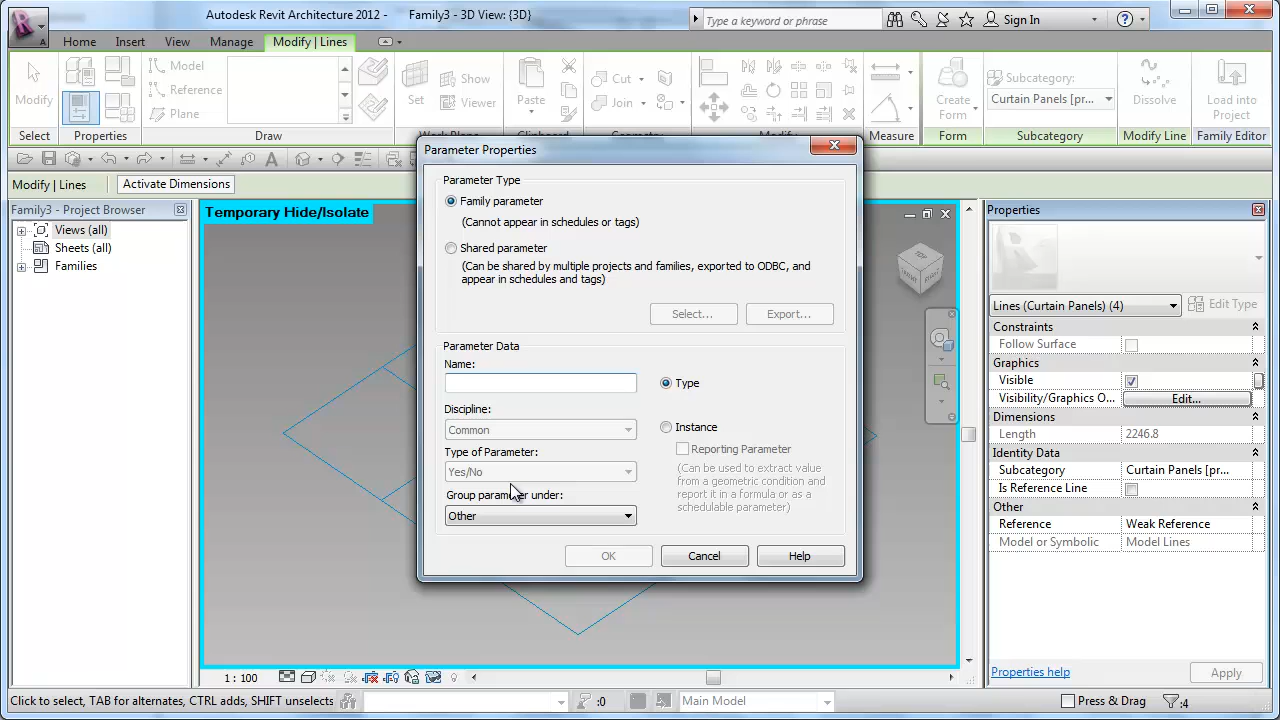 Autodesk Revit Architecture 2012 - Family3 - 3D View: {3D}
Type a keyword or phrase
Sign In
Home Insert View Manage Modify | Lines
Modify
Model
Reference
Plane
Set
Show
Viewer
Paste
Cut
Join
Create Form
Subcategory:
Curtain Panels [pr...
Dissolve
Load into Project
Select Properties Draw Work Plane Clipboard Geometry Modify Measure Form Subcategory Modify Line Family Editor
Modify | Lines Activate Dimensions
Family3 - Project Browser
Views (all)
Sheets (all)
Families
Temporary Hide/Isolate
Parameter Properties
Parameter Type
Family parameter
(Cannot appear in schedules or tags)
Shared parameter
(Can be shared by multiple projects and families, exported to ODBC, and
appear in schedules and tags)
Select... Export...
Parameter Data
Name:
Type
Discipline:
Common
Instance
Type of Parameter:
Reporting Parameter
Yes/No
(Can be used to extract value
from a geometric condition and
report it in a formula or as a
schedulable parameter)
Group parameter under:
Other
OK Cancel Help
Properties
Lines (Curtain Panels) (4) Edit Type
Constraints
Follow Surface
Graphics
Visible
Visibility/Graphics O... Edit...
Dimensions
Length 2246.8
Identity Data
Subcategory Curtain Panels [pr...
Is Reference Line
Other
Reference Weak Reference
Model or Symbolic Model Lines
Properties help Apply
1 : 100
Click to select, TAB for alternates, CTRL adds, SHIFT unselects :0 Main Model Press & Drag :4